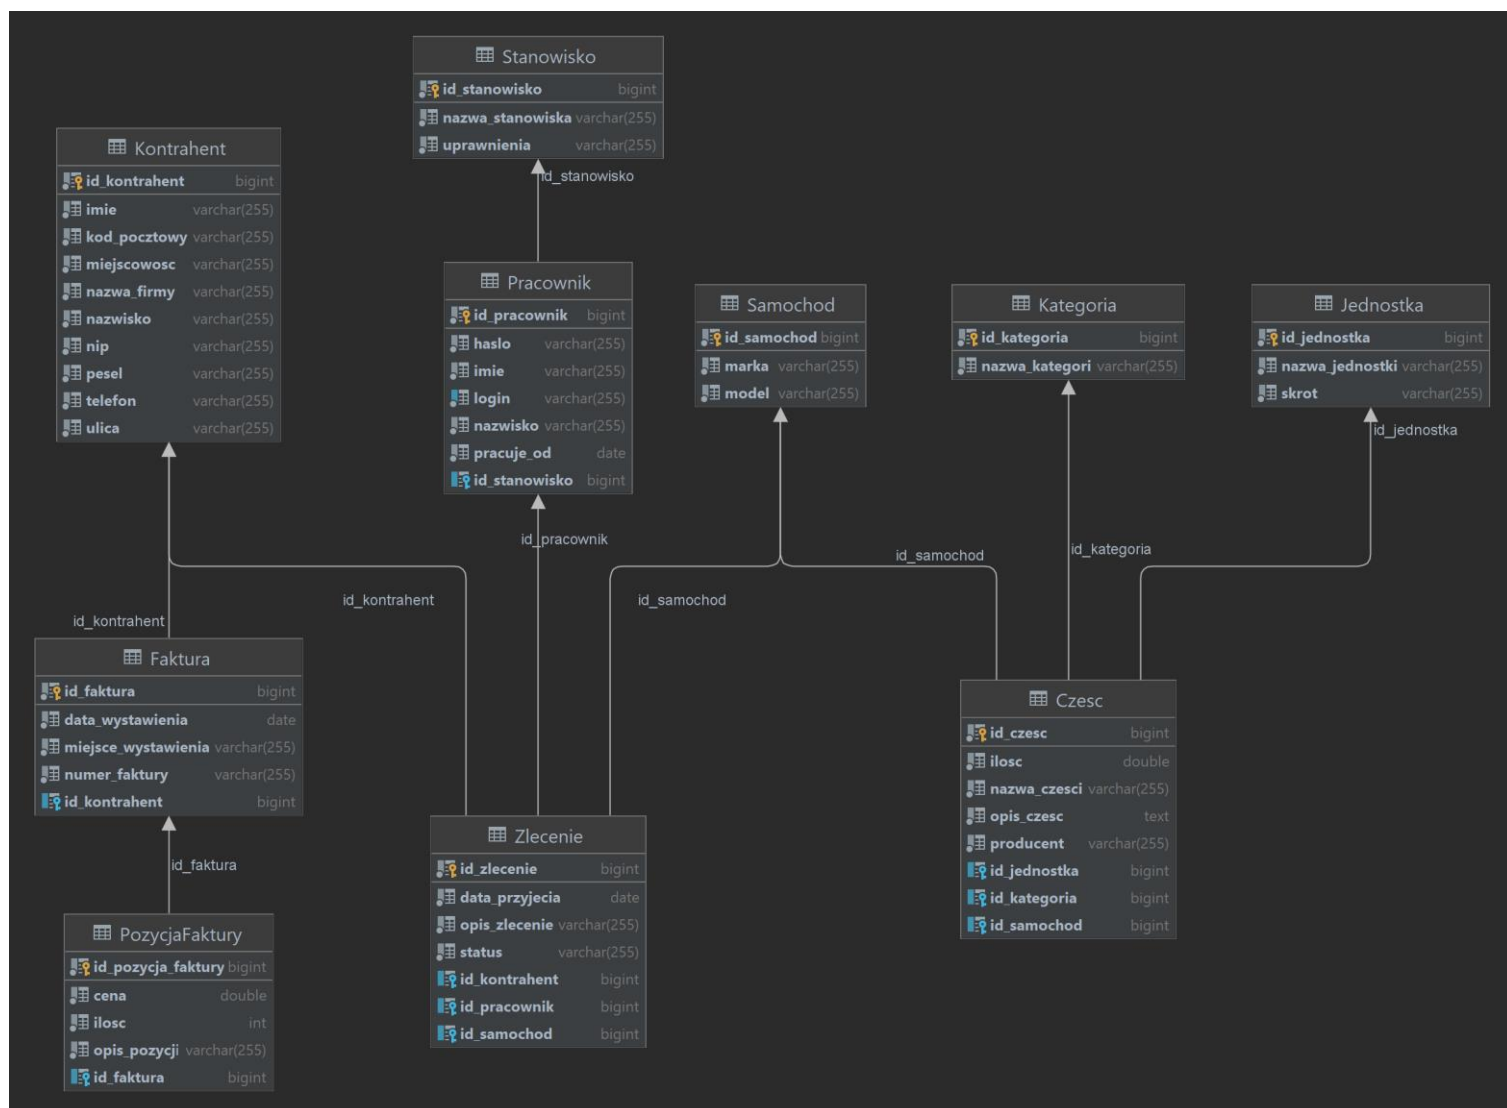 Stanowisko
id_stanowisko bigint
nazwa_stanowiska varchar(255)
uprawnienia varchar(255)
id_stanowisko
Kontrahent
id_kontrahent bigint
imie varchar(255)
kod_pocztowy varchar(255)
miejscowosc varchar(255)
nazwa_firmy varchar(255)
nazwisko varchar(255)
nip varchar(255)
pesel varchar(255)
telefon varchar(255)
ulica varchar(255)
Pracownik
id_pracownik bigint
haslo varchar(255)
imie varchar(255)
login varchar(255)
nazwisko varchar(255)
pracuje_od date
id_stanowisko bigint
Samochod
id_samochod bigint
marka varchar(255)
model varchar(255)
Kategoria
id_kategoria bigint
nazwa_kategori varchar(255)
Jednostka
id_jednostka bigint
nazwa_jednostki varchar(255)
skrot varchar(255)
id_jednostka
id_pracownik
id_samochod
id_kategoria
id_kontrahent
id_samochod
id_kontrahent
Faktura
id_faktura bigint
data_wystawienia date
miejsce_wystawienia varchar(255)
numer_faktury varchar(255)
id_kontrahent bigint
id_faktura
Czesc
id_czesc bigint
ilosc double
nazwa_czesci varchar(255)
opis_czesc text
producent varchar(255)
id_jednostka bigint
id_kategoria bigint
id_samochod bigint
Zlecenie
id_zlecenie bigint
data_przyjecia date
opis_zlecenie varchar(255)
status varchar(255)
id_kontrahent bigint
id_pracownik bigint
id_samochod bigint
PozycjaFaktury
id_pozycja_faktury bigint
cena double
ilosc int
opis_pozycji varchar(255)
id_faktura bigint